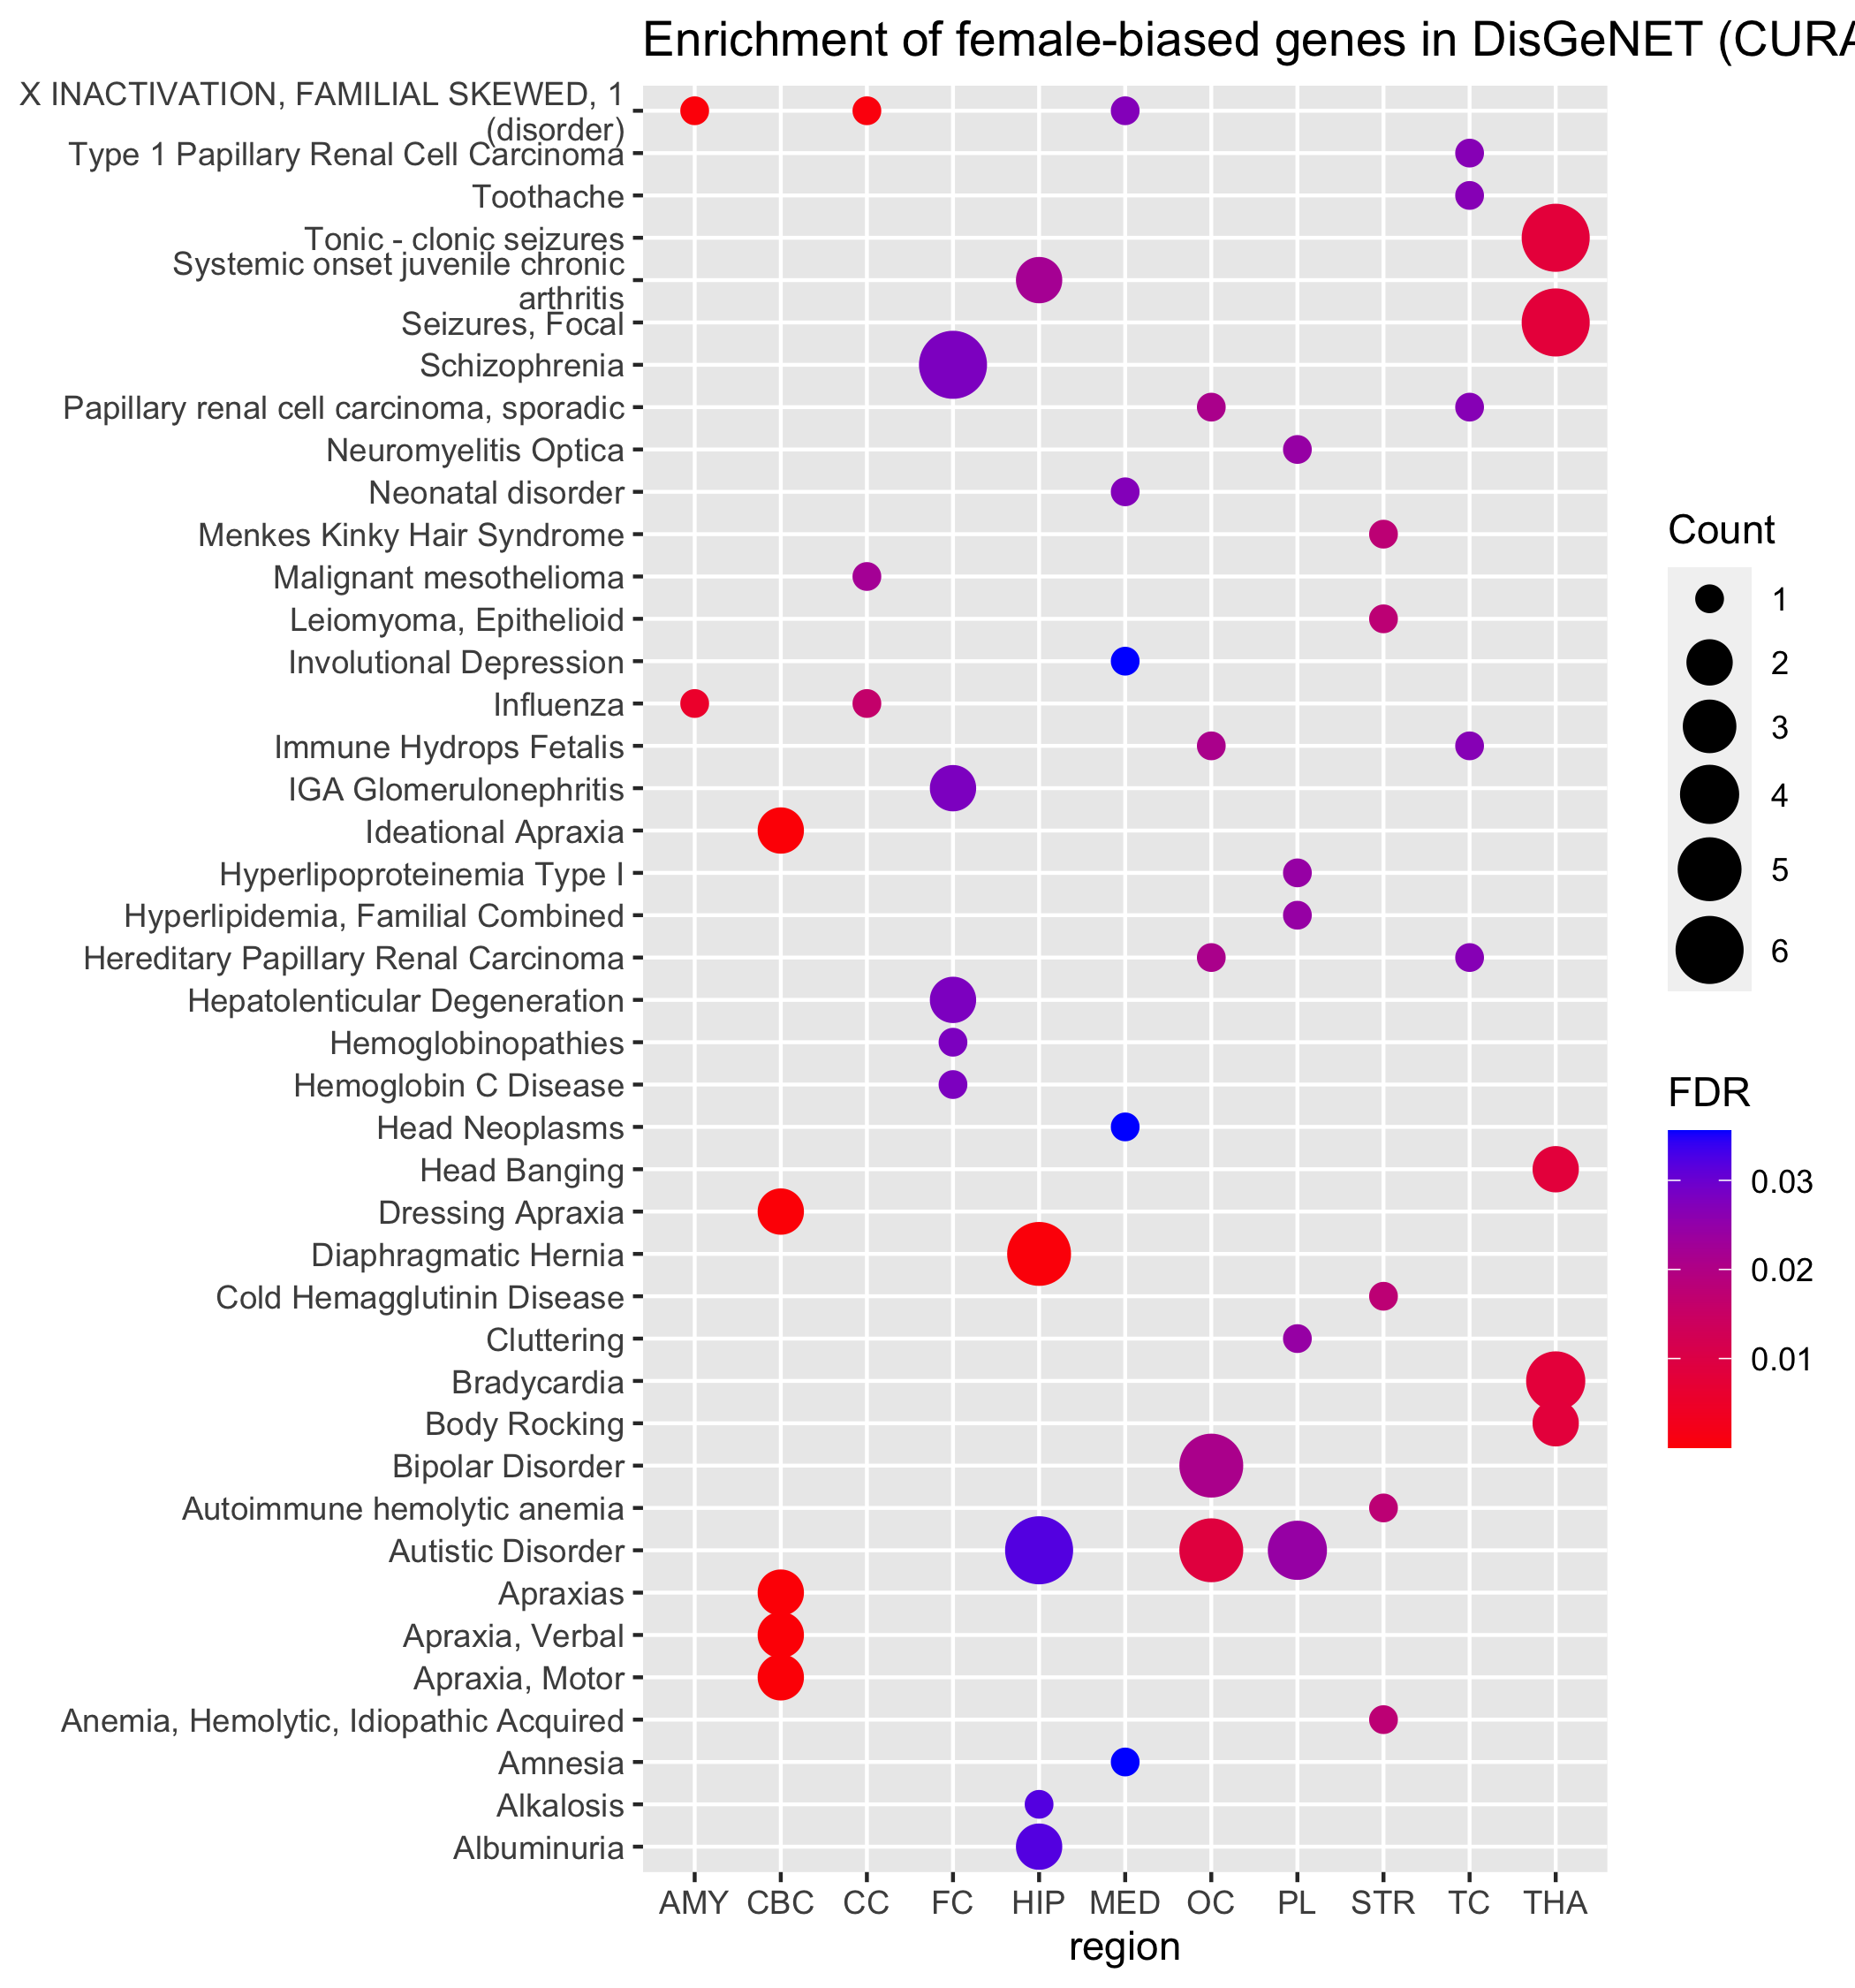 Enrichment of female-biased genes in DisGeNET (CURA
X INACTIVATION, FAMILIAL SKEWED, 1
(disorder)
Type 1 Papillary Renal Cell Carcinoma
Toothache
Tonic - clonic seizures
Systemic onset juvenile chronic
arthritis
Seizures, Focal
Schizophrenia
Papillary renal cell carcinoma, sporadic
Neuromyelitis Optica
Neonatal disorder
Menkes Kinky Hair Syndrome
Malignant mesothelioma
Leiomyoma, Epithelioid
Involutional Depression
Influenza
Immune Hydrops Fetalis
IGA Glomerulonephritis
Ideational Apraxia
Hyperlipoproteinemia Type I
Hyperlipidemia, Familial Combined
Hereditary Papillary Renal Carcinoma
Hepatolenticular Degeneration
Hemoglobinopathies
Hemoglobin C Disease
Head Neoplasms
Head Banging
Dressing Apraxia
Diaphragmatic Hernia
Cold Hemagglutinin Disease
Cluttering
Bradycardia
Body Rocking
Bipolar Disorder
Autoimmune hemolytic anemia
Autistic Disorder
Apraxias
Apraxia, Verbal
Apraxia, Motor
Anemia, Hemolytic, Idiopathic Acquired
Amnesia
Alkalosis
Albuminuria
AMY CBC CC FC HIP MED OC PL STR TC THA
region
Count
1
2
3
4
5
6
FDR
0.03
0.02
0.01